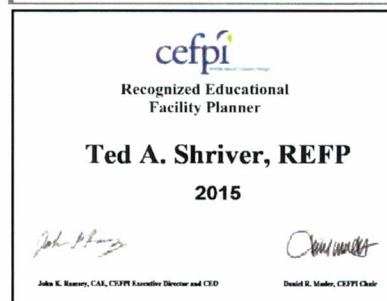 cefpi
Recognized Educational
Facility Planner
Ted A. Shriver, REFP
2015
John K. Ramsey, CAE, CEFPI Executive Director and CEO
Daniel R. Mader, CEFPI Chair